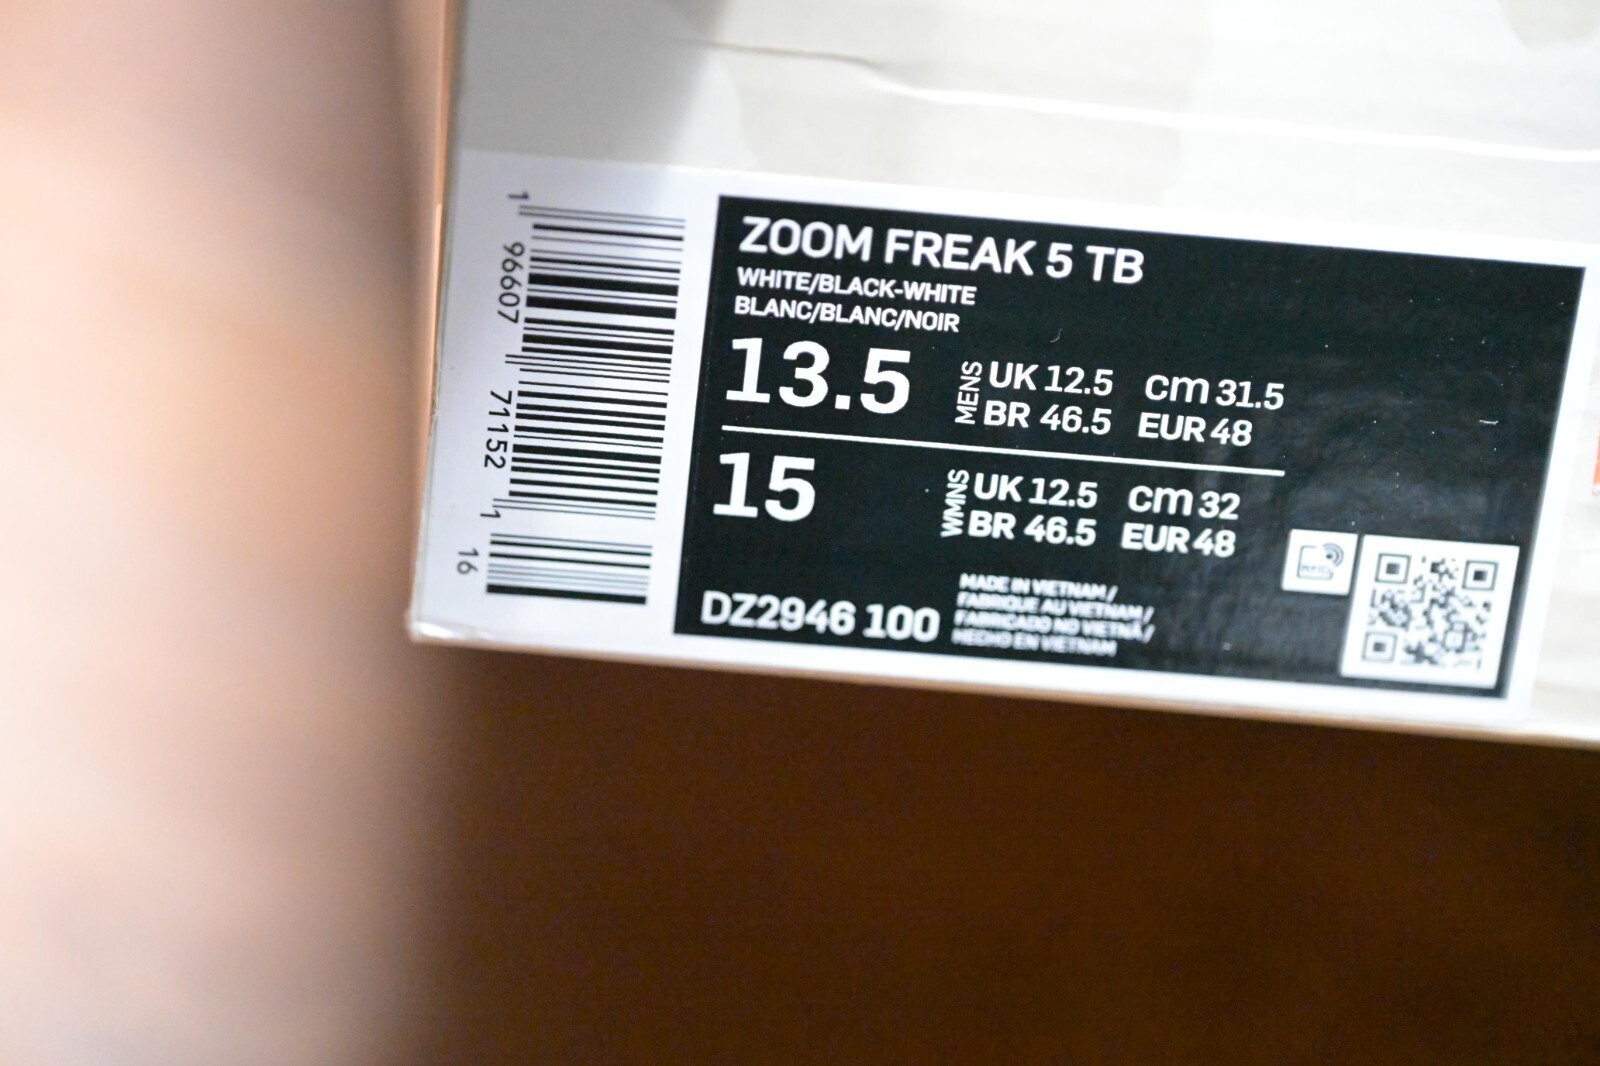 1 96607 71152 1
16
ZOOM FREAK 5 TB
WHITE/BLACK-WHITE
BLANC/BLANC/NOIR
13.5
MENS
UK 12.5 cm 31.5
BR 46.5 EUR 48
15
WMNS
UK 12.5 cm 32
BR 46.5 EUR 48
DZ2946 100
MADE IN VIETNAM /
FABRIQUE AU VIETNAM /
FABRICADO NO VIETNÃ /
HECHO EN VIETNAM
RFID